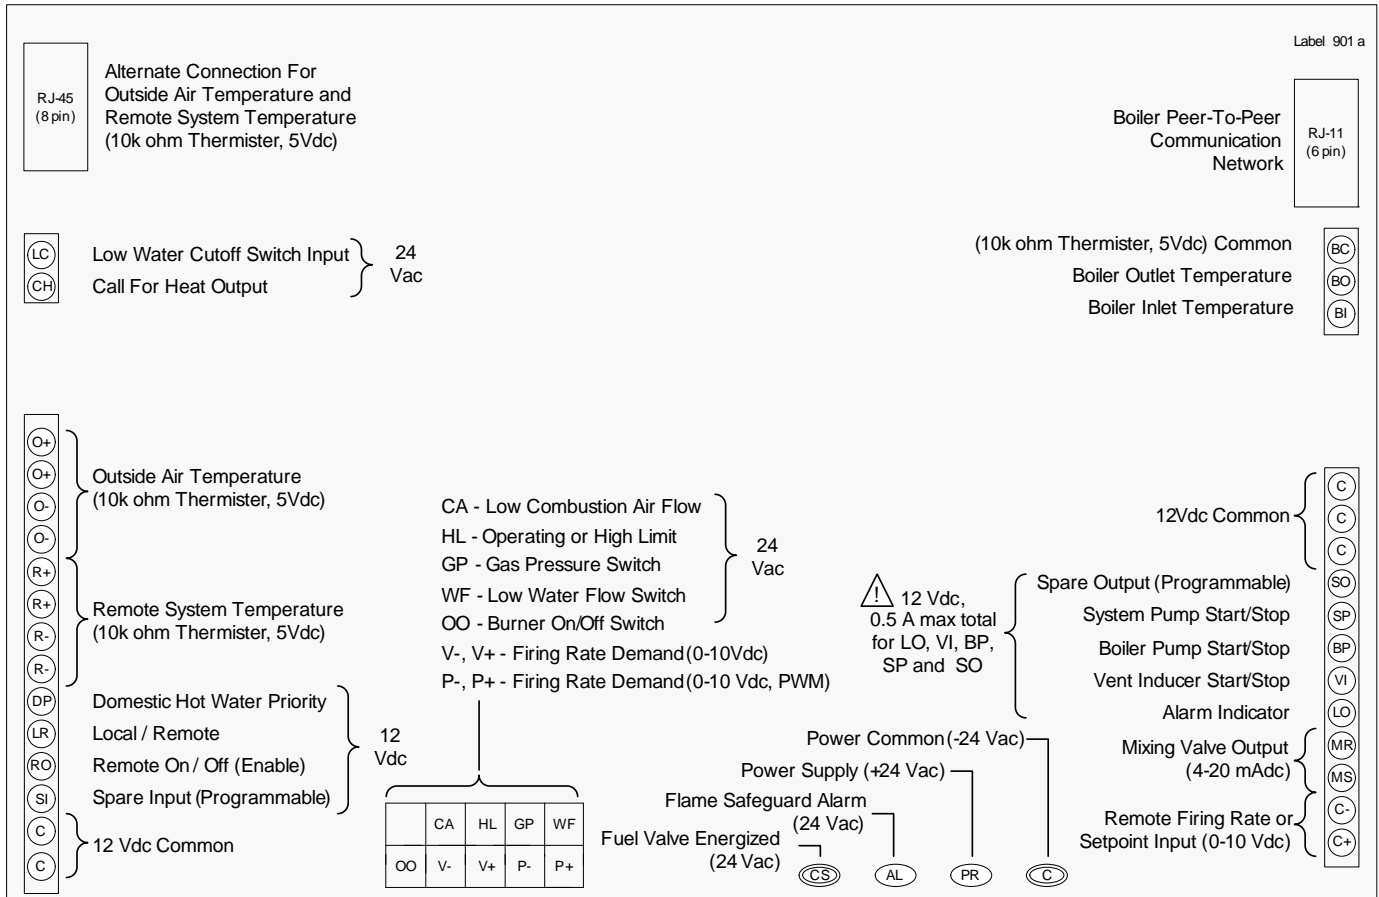 Label 901 a
RJ-45
(8 pin)
Alternate Connection For
Outside Air Temperature and
Remote System Temperature
(10k ohm Thermister, 5Vdc)
Boiler Peer-To-Peer
Communication
Network
RJ-11
(6 pin)
LC
Low Water Cutoff Switch Input
CH
Call For Heat Output
24
Vac
(10k ohm Thermister, 5Vdc) Common
BC
Boiler Outlet Temperature
BO
Boiler Inlet Temperature
BI
O+
O+
O-
O-
Outside Air Temperature
(10k ohm Thermister, 5Vdc)
R+
R+
R-
R-
Remote System Temperature
(10k ohm Thermister, 5Vdc)
DP
Domestic Hot Water Priority
LR
Local / Remote
RO
Remote On / Off (Enable)
SI
Spare Input (Programmable)
12
Vdc
C
C
12 Vdc Common
CA - Low Combustion Air Flow
HL - Operating or High Limit
GP - Gas Pressure Switch
WF - Low Water Flow Switch
OO - Burner On/Off Switch
24
Vac
V-, V+ - Firing Rate Demand (0-10Vdc)
P-, P+ - Firing Rate Demand (0-10 Vdc, PWM)
CA HL GP WF
OO V- V+ P- P+
12Vdc Common
C
C
C
! 12 Vdc,
0.5 A max total
for LO, VI, BP,
SP and SO
Spare Output (Programmable)
SO
System Pump Start/Stop
SP
Boiler Pump Start/Stop
BP
Vent Inducer Start/Stop
VI
Alarm Indicator
LO
Mixing Valve Output
(4-20 mAdc)
MR
MS
Remote Firing Rate or
Setpoint Input (0-10 Vdc)
C-
C+
Power Common (-24 Vac)
Power Supply (+24 Vac)
Flame Safeguard Alarm
(24 Vac)
Fuel Valve Energized
(24 Vac)
CS AL PR C